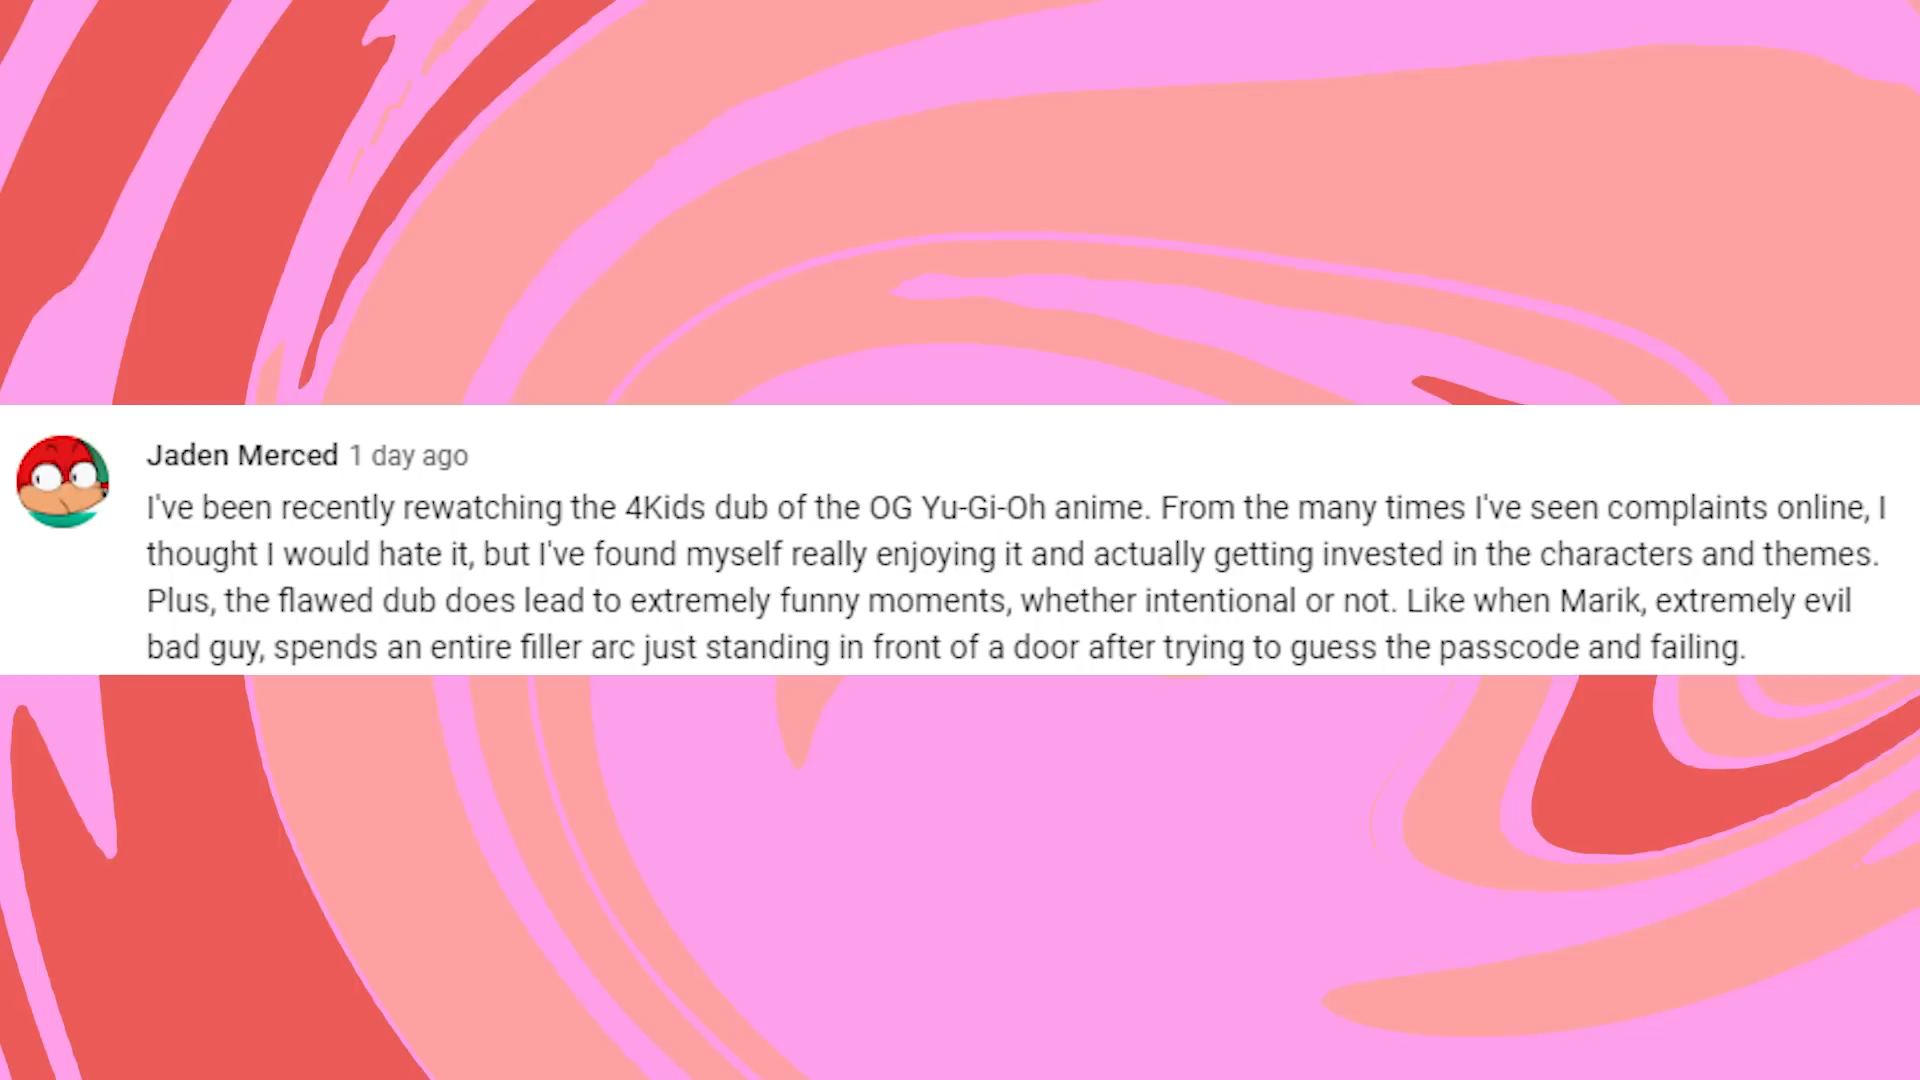 Jaden Merced 1 day ago
I've been recently rewatching the 4Kids dub of the OG Yu-Gi-Oh anime. From the many times I've seen complaints online, I
thought I would hate it, but I've found myself really enjoying it and actually getting invested in the characters and themes.
Plus, the flawed dub does lead to extremely funny moments, whether intentional or not. Like when Marik, extremely evil
bad guy, spends an entire filler arc just standing in front of a door after trying to guess the passcode and failing.